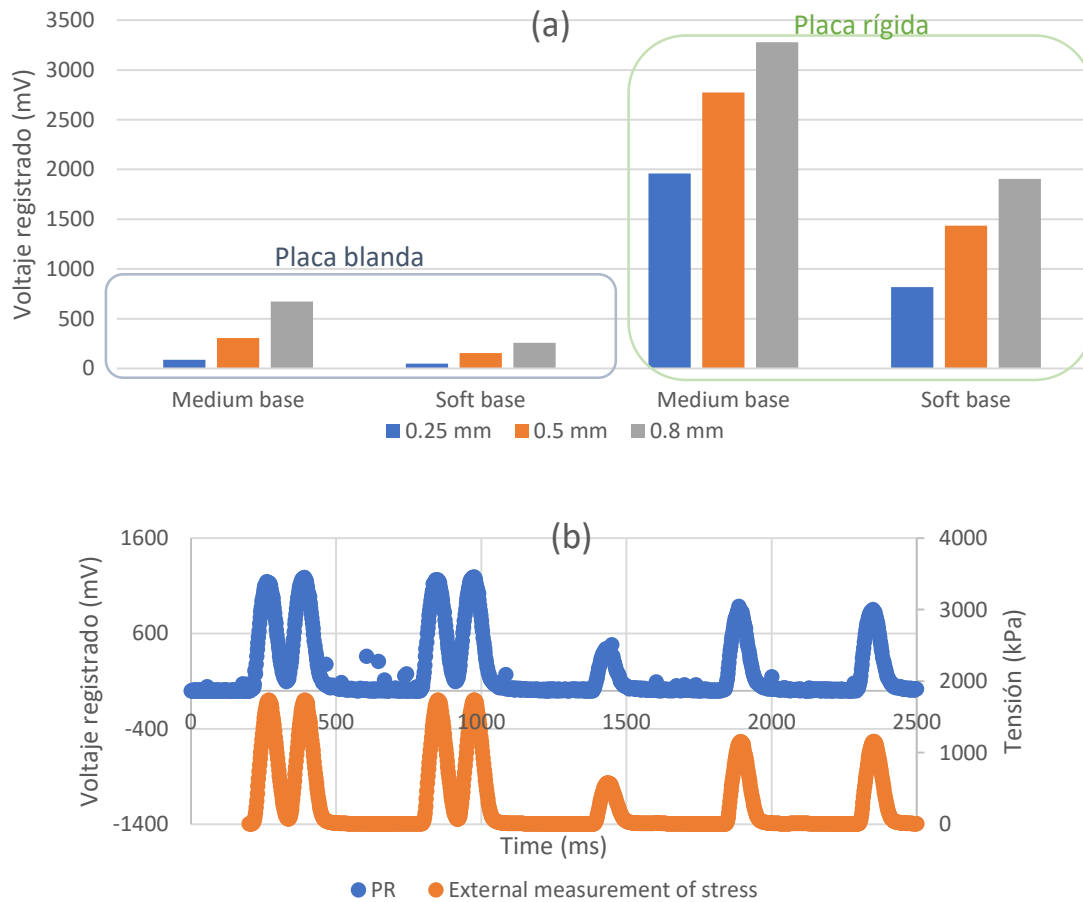 (a)
Placa rígida
Placa blanda
Voltaje registrado (mV)
3500
3000
2500
2000
1500
1000
500
0
Medium base
Soft base
Medium base
Soft base
0.25 mm
0.5 mm
0.8 mm
(b)
Voltaje registrado (mV)
1600
600
-400
-1400
4000
3000
2000
1000
0
Tensión (kPa)
0
500
1000
1500
2000
2500
Time (ms)
PR
External measurement of stress